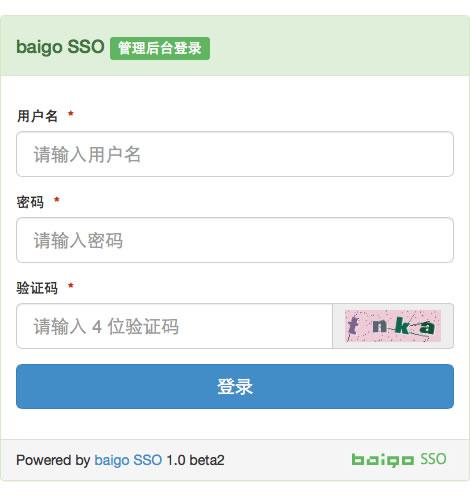 baigo SSO 管理后台登录
用户名 *
请输入用户名
密码 *
请输入密码
验证码 *
请输入 4 位验证码 tnka
登录
Powered by baigo SSO 1.0 beta2 baigo SSO